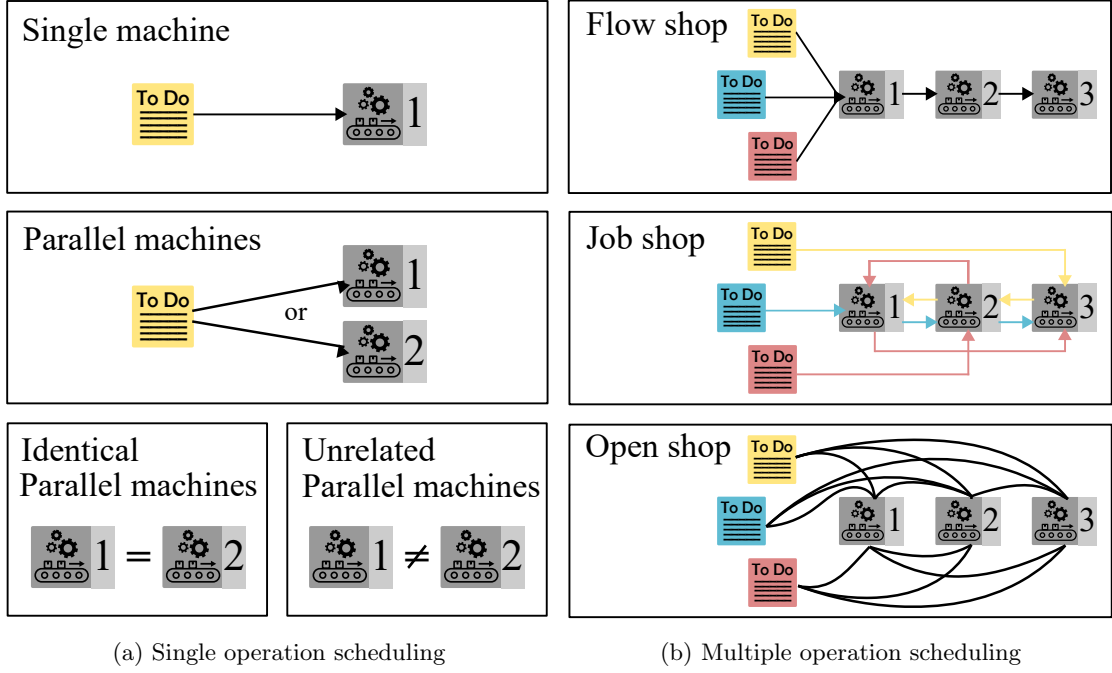 Single machine
To Do
1
Parallel machines
To Do
1
or
2
Identical
Parallel machines
1 = 2
Unrelated
Parallel machines
1 ≠ 2
(a) Single operation scheduling
Flow shop
To Do
To Do
1
2
3
To Do
Job shop
To Do
To Do
1
2
3
To Do
Open shop
To Do
To Do
1
2
3
To Do
(b) Multiple operation scheduling